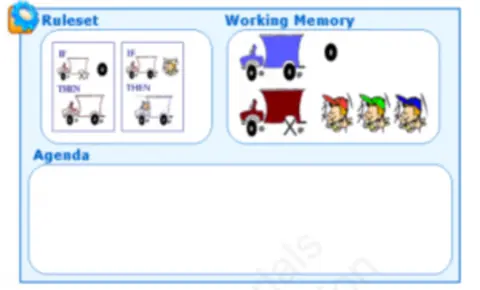 Ruleset
Working Memory
IF
IF
THEN
THEN
Agenda